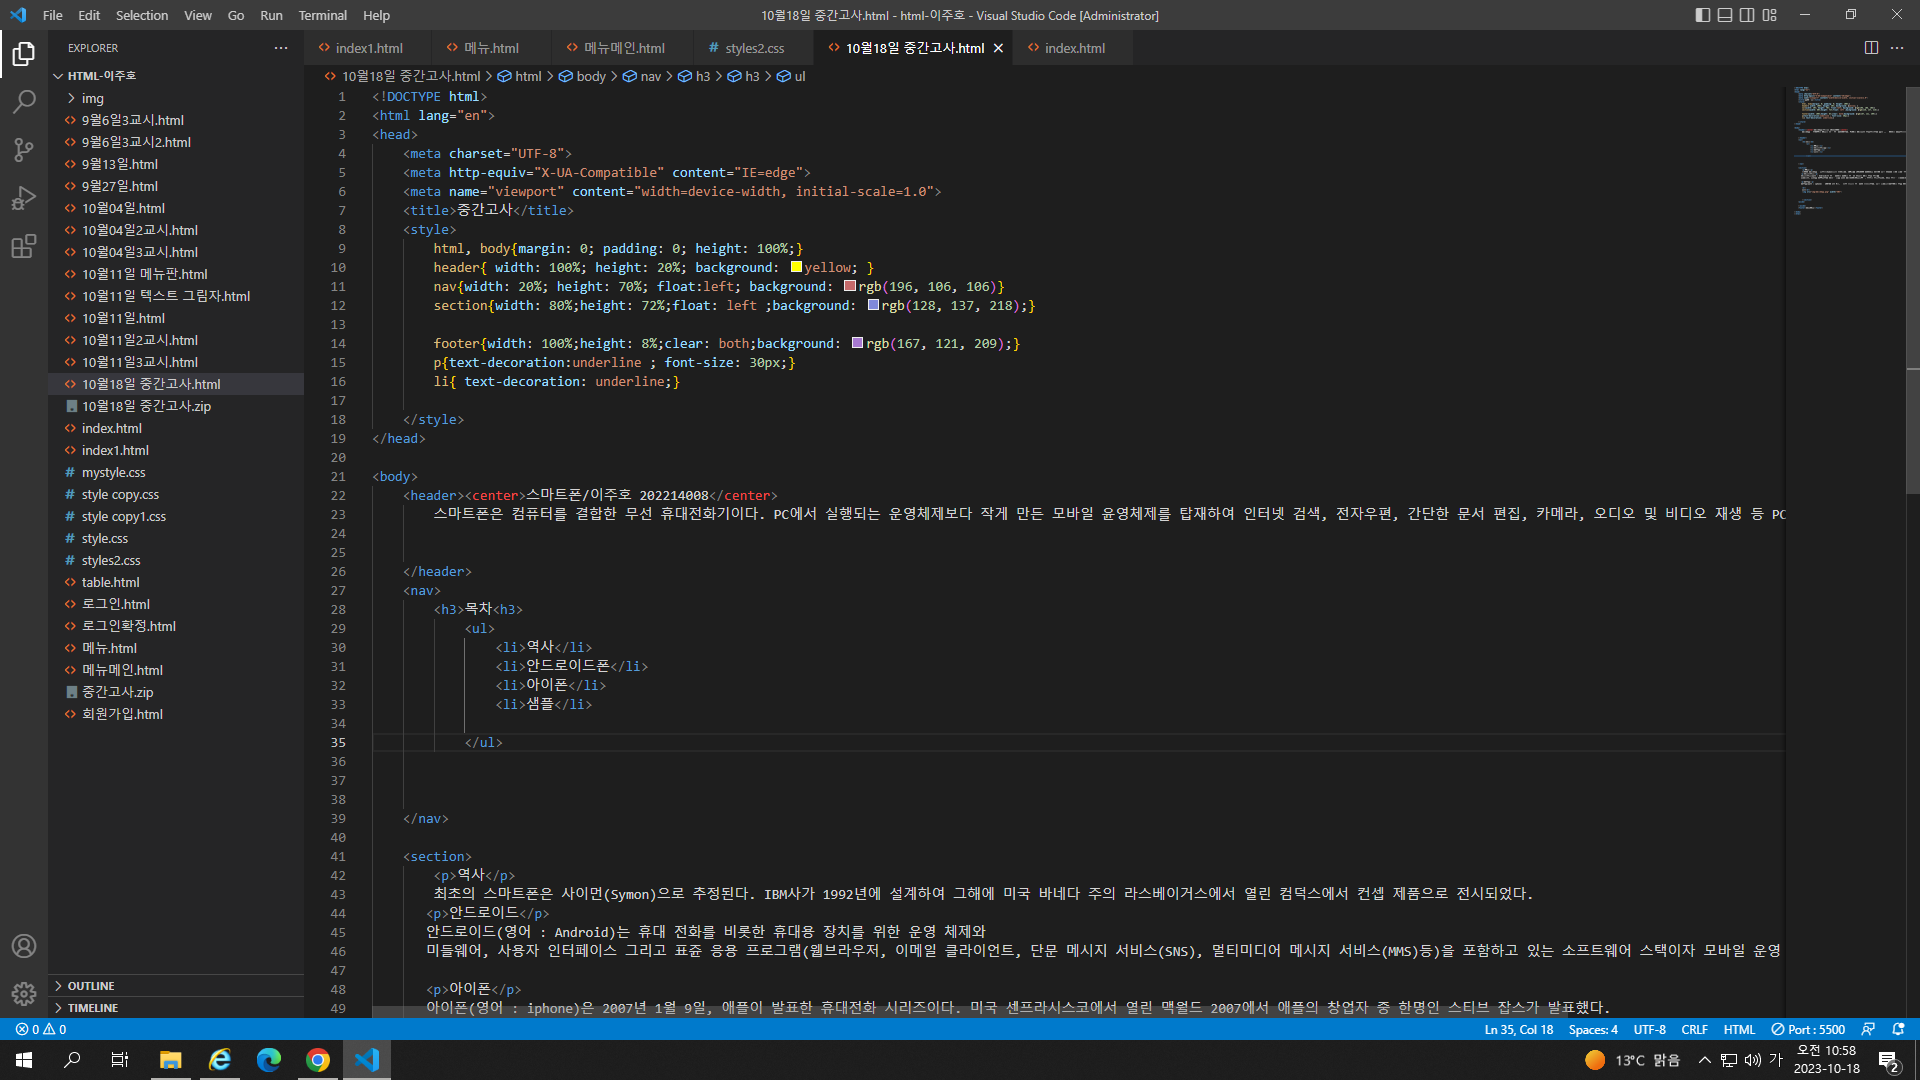 File Edit Selection View Go Run Terminal Help
10월18일 중간고사.html - html-이주호 - Visual Studio Code [Administrator]
EXPLORER
HTML-이주호
img
9월6일3교시.html
9월6일3교시2.html
9월13일.html
9월27일.html
10월04일.html
10월04일2교시.html
10월04일3교시.html
10월11일 메뉴판.html
10월11일 텍스트 그림자.html
10월11일.html
10월11일2교시.html
10월11일3교시.html
10월18일 중간고사.html
10월18일 중간고사.zip
index.html
index1.html
mystyle.css
style copy.css
style copy1.css
style.css
styles2.css
table.html
로그인.html
로그인확정.html
메뉴.html
메뉴메인.html
중간고사.zip
회원가입.html
OUTLINE
TIMELINE
index1.html 메뉴.html 메뉴메인.html styles2.css 10월18일 중간고사.html index.html
10월18일 중간고사.html > html > body > nav > h3 > h3 > ul
1 <!DOCTYPE html>
2 <html lang="en">
3 <head>
4 <meta charset="UTF-8">
5 <meta http-equiv="X-UA-Compatible" content="IE=edge">
6 <meta name="viewport" content="width=device-width, initial-scale=1.0">
7 <title>중간고사</title>
8 <style>
9 html, body{margin: 0; padding: 0; height: 100%;}
10 header{ width: 100%; height: 20%; background: yellow; }
11 nav{width: 20%; height: 70%; float:left; background: rgb(196, 106, 106)}
12 section{width: 80%;height: 72%;float: left ;background: rgb(128, 137, 218);}
13
14 footer{width: 100%;height: 8%;clear: both;background: rgb(167, 121, 209);}
15 p{text-decoration:underline ; font-size: 30px;}
16 li{ text-decoration: underline;}
17
18 </style>
19 </head>
20
21 <body>
22 <header><center>스마트폰/이주호 202214008</center>
23 스마트폰은 컴퓨터를 결합한 무선 휴대전화기이다. PC에서 실행되는 운영체제보다 작게 만든 모바일 윤영체제를 탑재하여 인터넷 검색, 전자우편, 간단한 문서 편집, 카메라, 오디오 및 비디오 재생 등 PC
24
25
26 </header>
27 <nav>
28 <h3>목차<h3>
29 <ul>
30 <li>역사</li>
31 <li>안드로이드폰</li>
32 <li>아이폰</li>
33 <li>샘플</li>
34
35 </ul>
36
37
38
39 </nav>
40
41 <section>
42 <p>역사</p>
43 최초의 스마트폰은 사이먼(Symon)으로 추정된다. IBM사가 1992년에 설계하여 그해에 미국 바네다 주의 라스베이거스에서 열린 컴덕스에서 컨셉 제품으로 전시되었다.
44 <p>안드로이드</p>
45 안드로이드(영어 : Android)는 휴대 전화를 비롯한 휴대용 장치를 위한 운영 체제와
46 미들웨어, 사용자 인터페이스 그리고 표준 응용 프로그램(웹브라우저, 이메일 클라이언트, 단문 메시지 서비스(SNS), 멀티미디어 메시지 서비스(MMS)등)을 포함하고 있는 소프트웨어 스택이자 모바일 운영
47
48 <p>아이폰</p>
49 아이폰(영어 : iphone)은 2007년 1월 9일, 애플이 발표한 휴대전화 시리즈이다. 미국 센프라시스코에서 열린 맥월드 2007에서 애플의 창업자 중 한명인 스티브 잡스가 발표했다.
0 0 Ln 35, Col 18 Spaces: 4 UTF-8 CRLF HTML Port : 5500
13°C 맑음 가 오전 10:58
2023-10-18 2